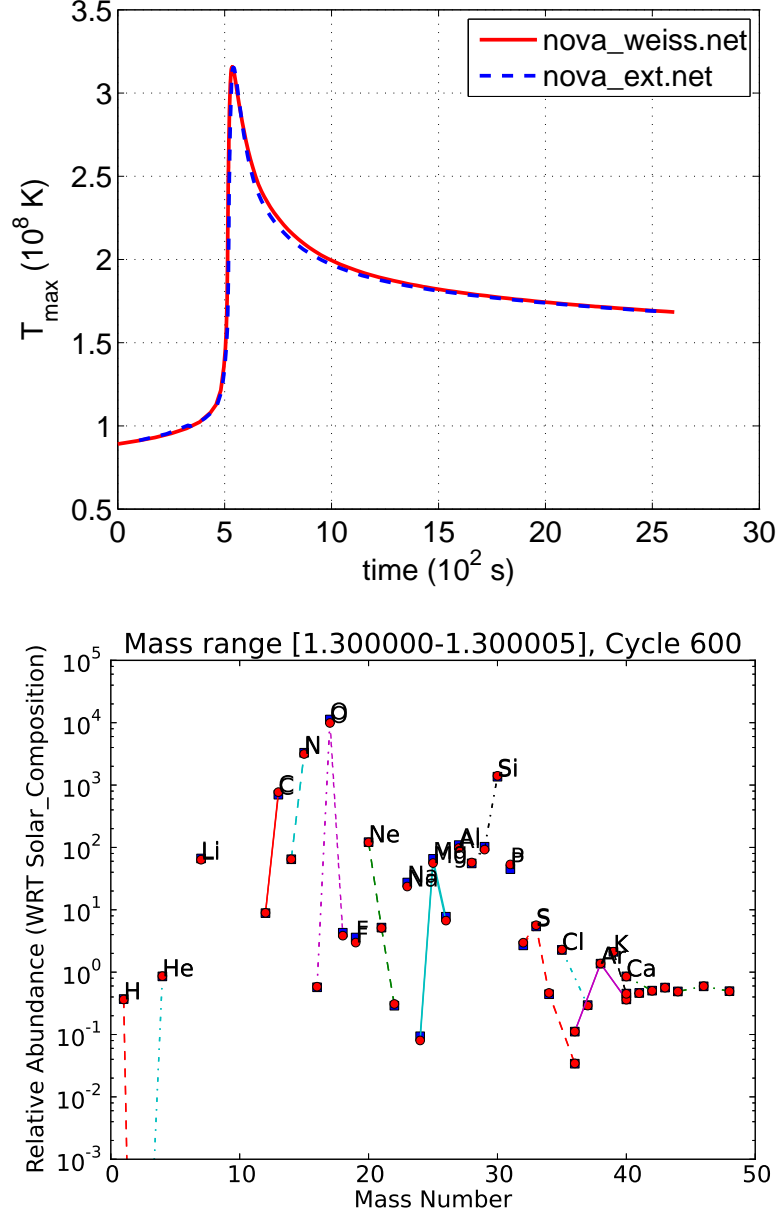 3.5
3
2.5
2
1.5
1
0.5
T_max (10^8 K)
nova_weiss.net
nova_ext.net
0 5 10 15 20 25 30
time (10^2 s)
Mass range [1.300000-1.300005], Cycle 600
10^5
10^4
10^3
10^2
10^1
10^0
10^-1
10^-2
10^-3
Relative Abundance (WRT Solar_Composition)
H
He
Li
C
N
O
F
Ne
Na
Mg
Al
Si
P
S
Cl
Ar
K
Ca
0 10 20 30 40 50
Mass Number